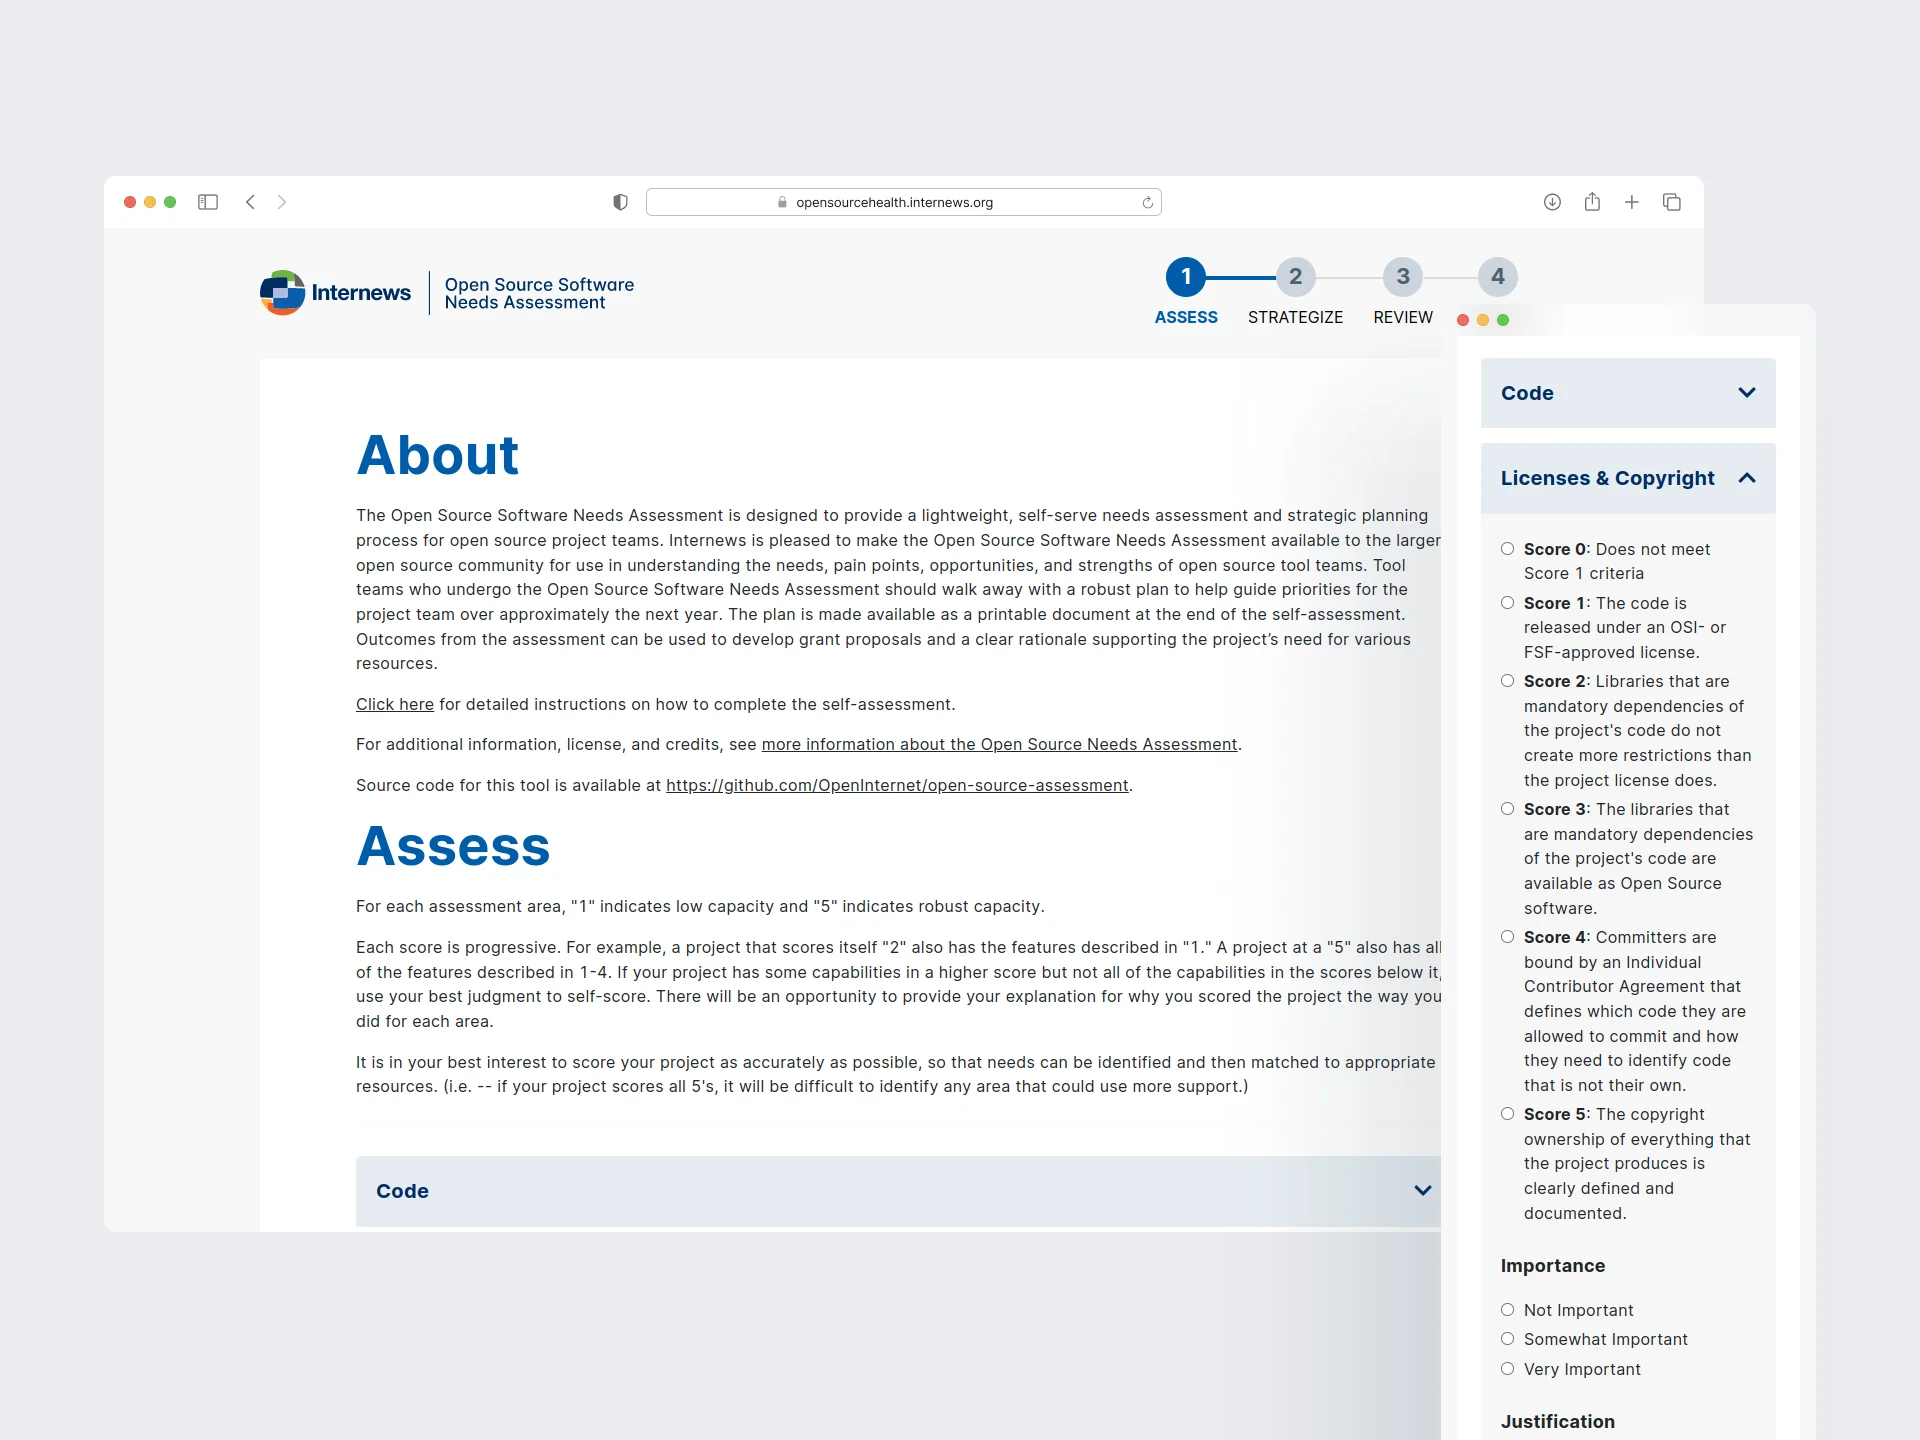 opensourcehealth.internews.org
Internews
Open Source Software
Needs Assessment
1
2
3
4
ASSESS
STRATEGIZE
REVIEW
About
The Open Source Software Needs Assessment is designed to provide a lightweight, self-serve needs assessment and strategic planning
process for open source project teams. Internews is pleased to make the Open Source Software Needs Assessment available to the larger
open source community for use in understanding the needs, pain points, opportunities, and strengths of open source tool teams. Tool
teams who undergo the Open Source Software Needs Assessment should walk away with a robust plan to help guide priorities for the
project team over approximately the next year. The plan is made available as a printable document at the end of the self-assessment.
Outcomes from the assessment can be used to develop grant proposals and a clear rationale supporting the project’s need for various
resources.
Click here for detailed instructions on how to complete the self-assessment.
For additional information, license, and credits, see more information about the Open Source Needs Assessment.
Source code for this tool is available at https://github.com/OpenInternet/open-source-assessment.
Assess
For each assessment area, "1" indicates low capacity and "5" indicates robust capacity.
Each score is progressive. For example, a project that scores itself "2" also has the features described in "1." A project at a "5" also has all
of the features described in 1-4. If your project has some capabilities in a higher score but not all of the capabilities in the scores below it,
use your best judgment to self-score. There will be an opportunity to provide your explanation for why you scored the project the way you
did for each area.
It is in your best interest to score your project as accurately as possible, so that needs can be identified and then matched to appropriate
resources. (i.e. -- if your project scores all 5's, it will be difficult to identify any area that could use more support.)
Code
Code
Licenses & Copyright
Score 0: Does not meet
Score 1 criteria
Score 1: The code is
released under an OSI- or
FSF-approved license.
Score 2: Libraries that are
mandatory dependencies of
the project's code do not
create more restrictions than
the project license does.
Score 3: The libraries that
are mandatory dependencies
of the project's code are
available as Open Source
software.
Score 4: Committers are
bound by an Individual
Contributor Agreement that
defines which code they are
allowed to commit and how
they need to identify code
that is not their own.
Score 5: The copyright
ownership of everything that
the project produces is
clearly defined and
documented.
Importance
Not Important
Somewhat Important
Very Important
Justification